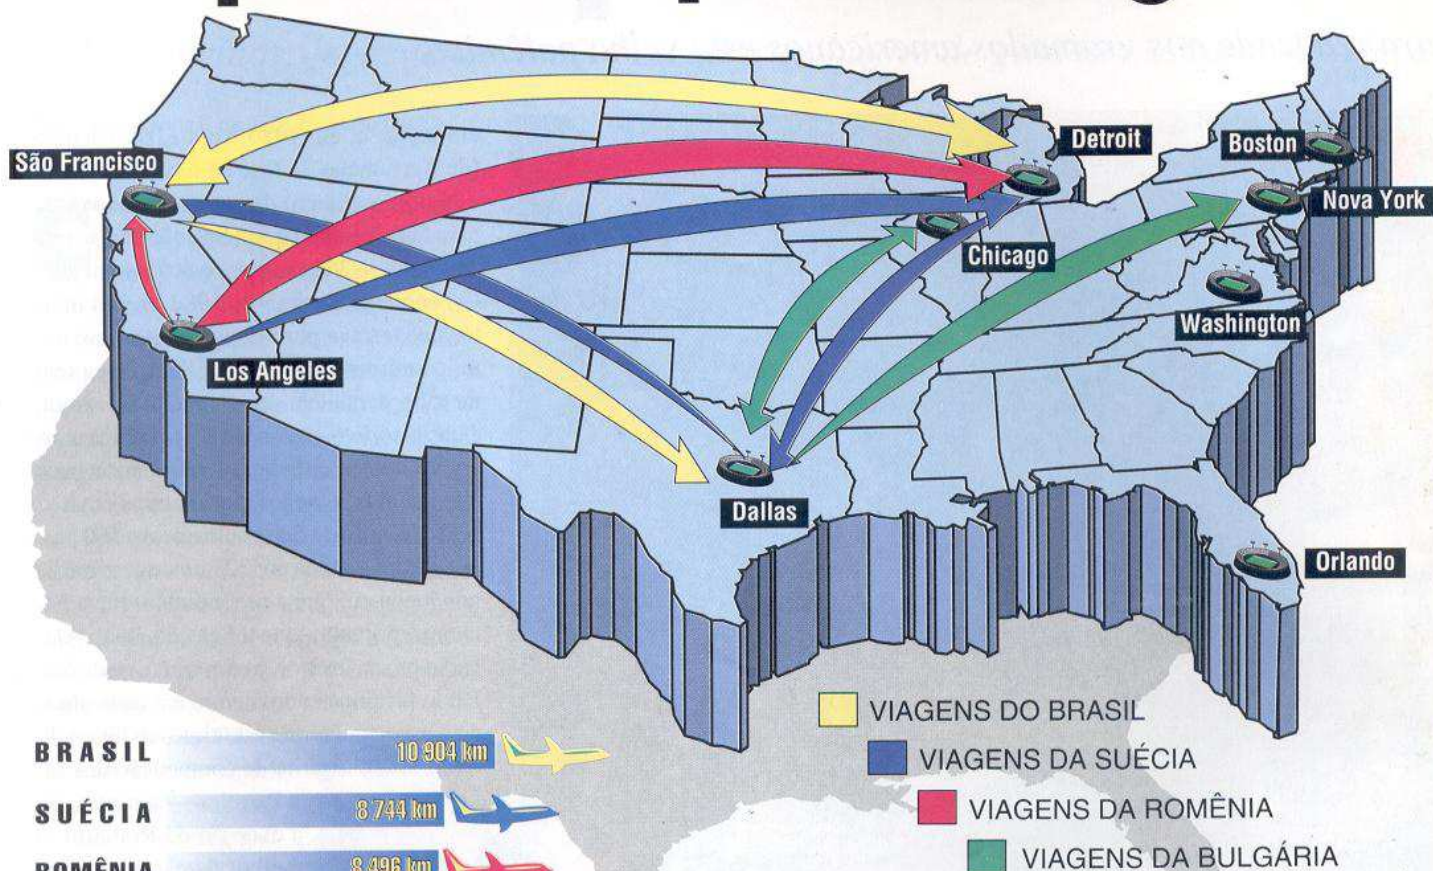 São Francisco
Detroit
Boston
Nova York
Chicago
Washington
Los Angeles
Dallas
Orlando
VIAGENS DO BRASIL
VIAGENS DA SUÉCIA
VIAGENS DA ROMÊNIA
VIAGENS DA BULGÁRIA
BRASIL 10 904 km
SUÉCIA 8 744 km
ROMÊNIA 8 496 km